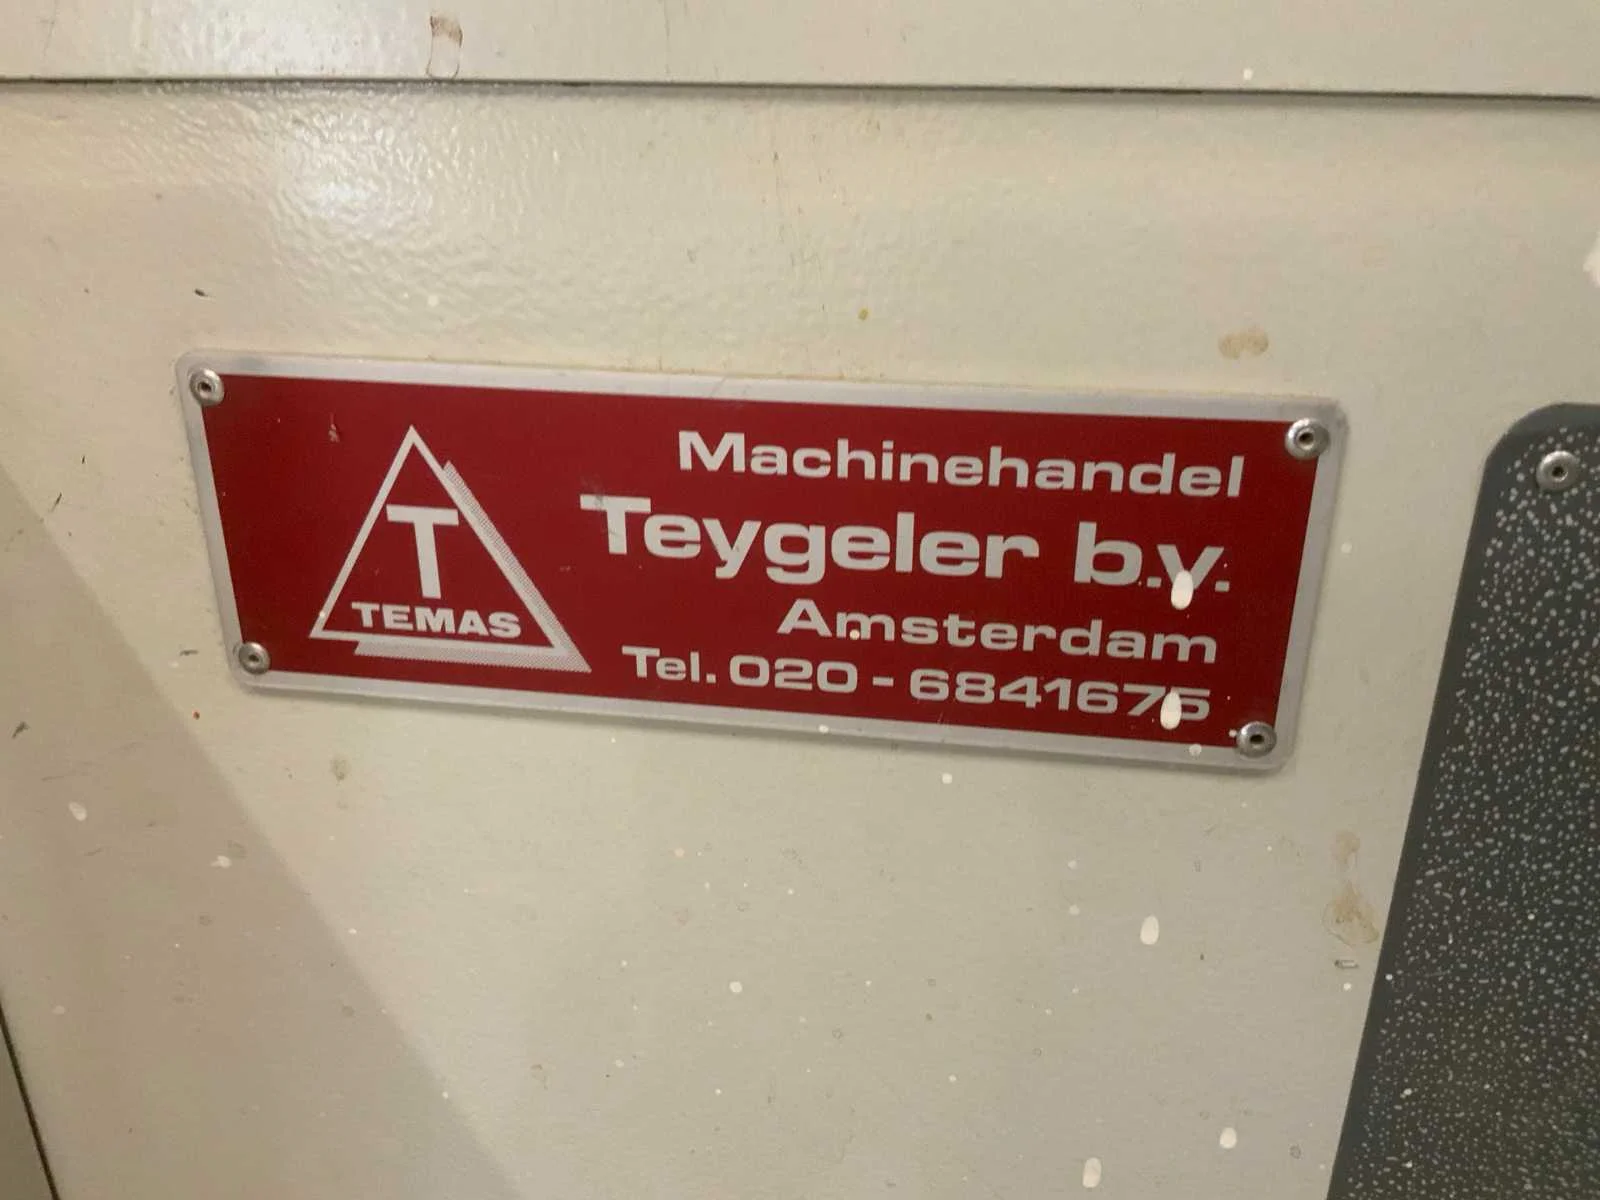 T
TEMAS
Machinehandel
Teygeler b.v.
Amsterdam
Tel. 020 - 6841675